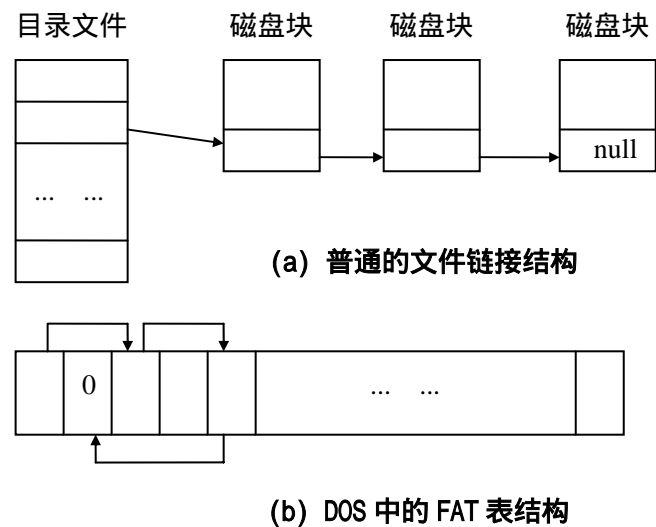 目录文件 磁盘块 磁盘块 磁盘块
null
... ...
(a) 普通的文件链接结构
0
... ...
(b) DOS 中的 FAT 表结构